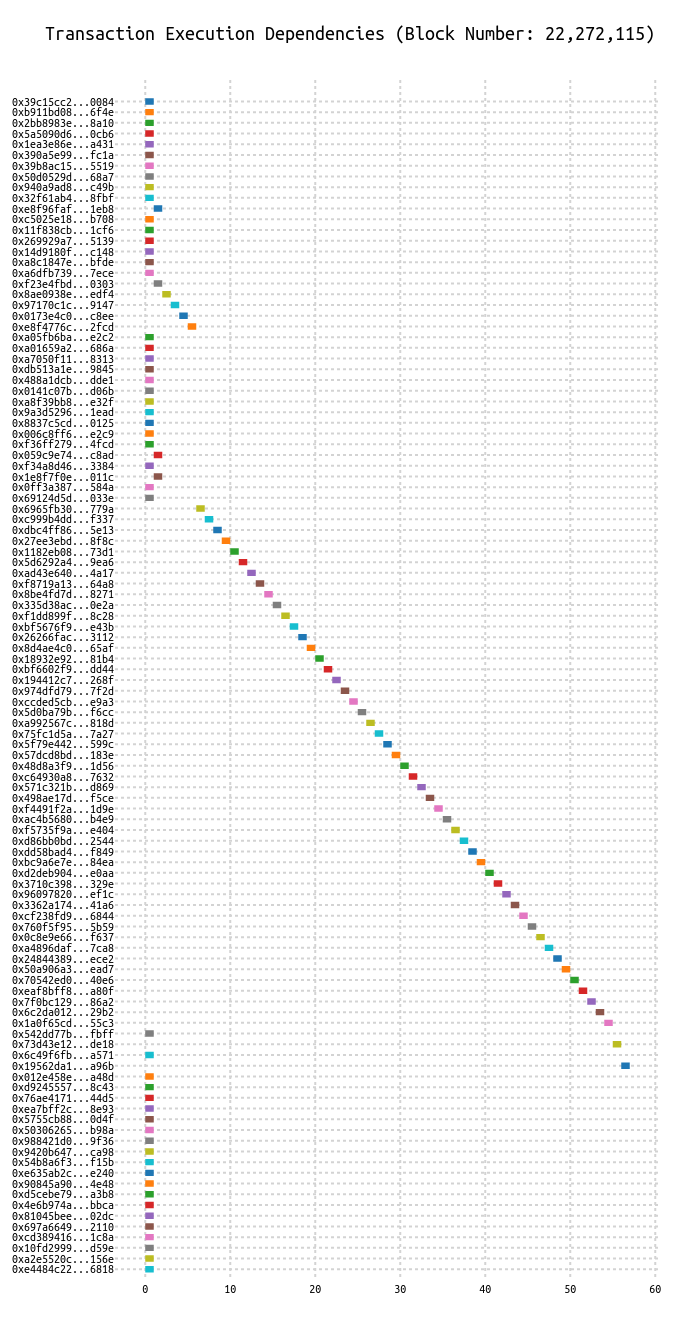 Transaction Execution Dependencies (Block Number: 22,272,115)
0x39c15cc2...0084
0xb911bd08...6f4e
0x2bb8983e...8a10
0x5a5090d6...0cb6
0x1ea3e86e...a431
0x390a5e99...fc1a
0x39b8ac15...5519
0x50d0529d...68a7
0x940a9ad8...c49b
0x32f61ab4...8fbf
0xe8f96faf...1eb8
0xc5025e18...b708
0x11f838cb...1cf6
0x269929a7...5139
0x14d9180f...c148
0xa8c1847e...bfde
0xa6dfb739...7ece
0xf23e4fbd...0303
0x8ae0938e...edf4
0x97170c1c...9147
0x0173e4c0...c8ee
0xe8f4776c...2fcd
0xa05fb6ba...e2c2
0xa01659a2...686a
0xa7050f11...8313
0xdb513a1e...9845
0x488a1dcb...dde1
0x0141c07b...d06b
0xa8f39bb8...e32f
0x9a3d5296...1ead
0x8837c5cd...0125
0x006c8ff6...e2c9
0xf36ff279...4fcd
0x059c9e74...c8ad
0xf34a8d46...3384
0x1e8f7f0e...011c
0x0ff3a387...584a
0x69124d5d...033e
0x6965fb30...779a
0xc999b4dd...f337
0xdbc4ff86...5e13
0x27ee3ebd...8f8c
0x1182eb08...73d1
0x5d6292a4...9ea6
0xad43e640...4a17
0xf8719a13...64a8
0x8be4fd7d...8271
0x335d38ac...0e2a
0xf1dd899f...8c28
0xbf5676f9...e43b
0x26266fac...3112
0x8d4ae4c0...65af
0x18932e92...81b4
0xbf6602f9...dd44
0x194412c7...268f
0x974dfd79...7f2d
0xccded5cb...e9a3
0x5d0ba79b...f6cc
0xa992567c...818d
0x75fc1d5a...7a27
0x5f79e442...599c
0x57dcd8bd...183e
0x48d8a3f9...1d56
0xc64930a8...7632
0x571c321b...d869
0x498ae17d...f5ce
0xf4491f2a...1d9e
0xac4b5680...b4e9
0xf5735f9a...e404
0xd86bb0bd...2544
0xdd58bad4...f849
0xbc9a6e7e...84ea
0xd2deb904...e0aa
0x3710c398...329e
0x96097820...ef1c
0x3362a174...41a6
0xcf238fd9...6844
0x760f5f95...5b59
0x0c8e9e66...f637
0xa4896daf...7ca8
0x24844389...ece2
0x50a906a3...ead7
0x70542ed0...40e6
0xeaf8bff8...a80f
0x7f0bc129...86a2
0x6c2da012...29b2
0x1a0f65cd...55c3
0x542dd77b...fbff
0x73d43e12...de18
0x6c49f6fb...a571
0x19562da1...a96b
0x012e458e...a48d
0xd9245557...8c43
0x76ae4171...44d5
0xea7bff2c...8e93
0x5755cb88...0d4f
0x50306265...b98a
0x988421d0...9f36
0x9420b647...ca98
0x54b8a6f3...f15b
0xe635ab2c...e240
0x90845a90...4e48
0xd5cebe79...a3b8
0x4e6b974a...bbca
0x81045bee...02dc
0x697a6649...2110
0xcd389416...1c8a
0x10fd2999...d59e
0xa2e5520c...156e
0xe4484c22...6818
0 10 20 30 40 50 60